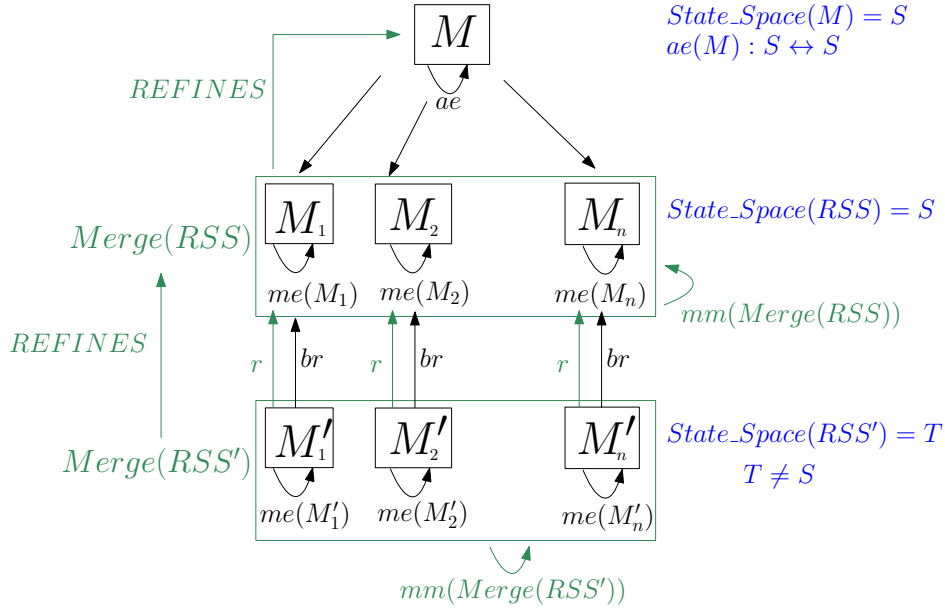 M
State_Space(M) = S
ae(M) : S ↔ S
REFINES
ae
M₁ M₂ Mₙ
State_Space(RSS) = S
Merge(RSS)
me(M₁) me(M₂) me(Mₙ)
mm(Merge(RSS))
REFINES
r br r br r br
M′₁ M′₂ M′ₙ
State_Space(RSS′) = T
Merge(RSS′)
T ≠ S
me(M′₁) me(M′₂) me(M′ₙ)
mm(Merge(RSS′))